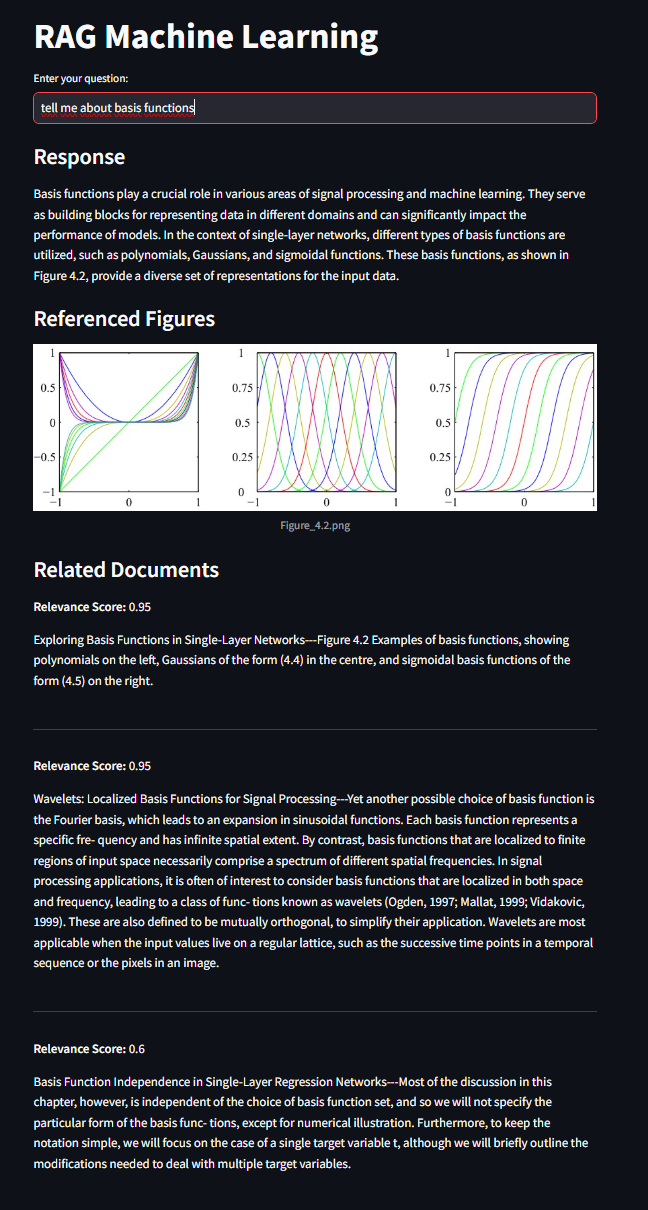 RAG Machine Learning
Enter your question:
tell me about basis functions
Response
Basis functions play a crucial role in various areas of signal processing and machine learning. They serve
as building blocks for representing data in different domains and can significantly impact the
performance of models. In the context of single-layer networks, different types of basis functions are
utilized, such as polynomials, Gaussians, and sigmoidal functions. These basis functions, as shown in
Figure 4.2, provide a diverse set of representations for the input data.
Referenced Figures
1 1 1
0.5 0.75 0.75
0 0.5 0.5
−0.5 0.25 0.25
−1 0 0
−1 0 1 −1 0 1 −1 0 1
Figure_4.2.png
Related Documents
Relevance Score: 0.95
Exploring Basis Functions in Single-Layer Networks---Figure 4.2 Examples of basis functions, showing
polynomials on the left, Gaussians of the form (4.4) in the centre, and sigmoidal basis functions of the
form (4.5) on the right.
Relevance Score: 0.95
Wavelets: Localized Basis Functions for Signal Processing---Yet another possible choice of basis function is
the Fourier basis, which leads to an expansion in sinusoidal functions. Each basis function represents a
specific fre- quency and has infinite spatial extent. By contrast, basis functions that are localized to finite
regions of input space necessarily comprise a spectrum of different spatial frequencies. In signal
processing applications, it is often of interest to consider basis functions that are localized in both space
and frequency, leading to a class of func- tions known as wavelets (Ogden, 1997; Mallat, 1999; Vidakovic,
1999). These are also defined to be mutually orthogonal, to simplify their application. Wavelets are most
applicable when the input values live on a regular lattice, such as the successive time points in a temporal
sequence or the pixels in an image.
Relevance Score: 0.6
Basis Function Independence in Single-Layer Regression Networks---Most of the discussion in this
chapter, however, is independent of the choice of basis function set, and so we will not specify the
particular form of the basis func- tions, except for numerical illustration. Furthermore, to keep the
notation simple, we will focus on the case of a single target variable t, although we will briefly outline the
modifications needed to deal with multiple target variables.